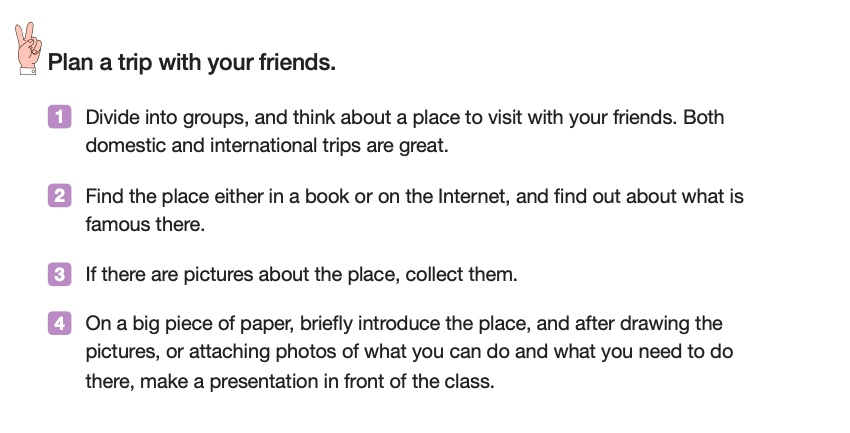 Plan a trip with your friends.
1 Divide into groups, and think about a place to visit with your friends. Both
domestic and international trips are great.
2 Find the place either in a book or on the Internet, and find out about what is
famous there.
3 If there are pictures about the place, collect them.
4 On a big piece of paper, briefly introduce the place, and after drawing the
pictures, or attaching photos of what you can do and what you need to do
there, make a presentation in front of the class.